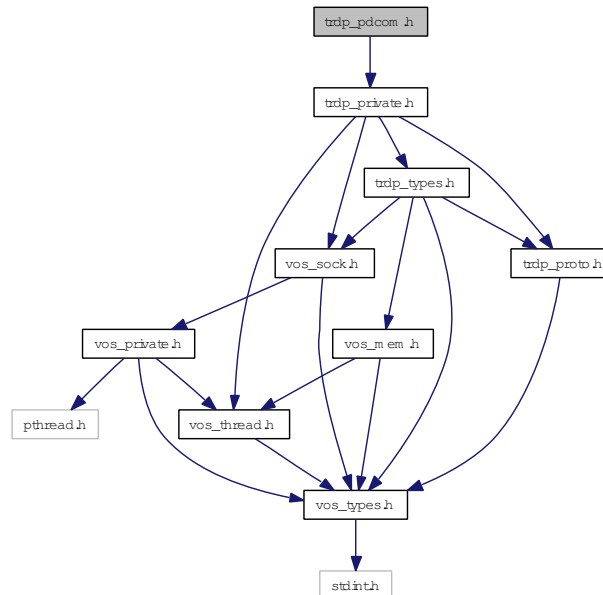 trdp_pdcom.h
trdp_private.h
trdp_types.h
vos_sock.h
trdp_proto.h
vos_private.h
vos_mem.h
pthread.h
vos_thread.h
vos_types.h
stdint.h